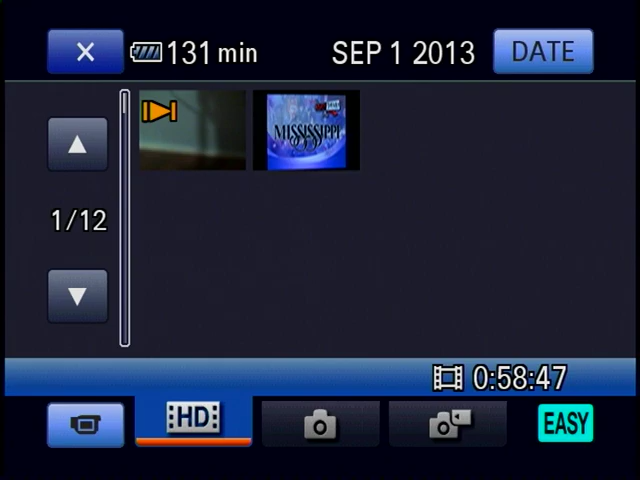 131 min
SEP 1 2013
DATE
MISSISSIPPI
1/12
0:58:47
HD
EASY